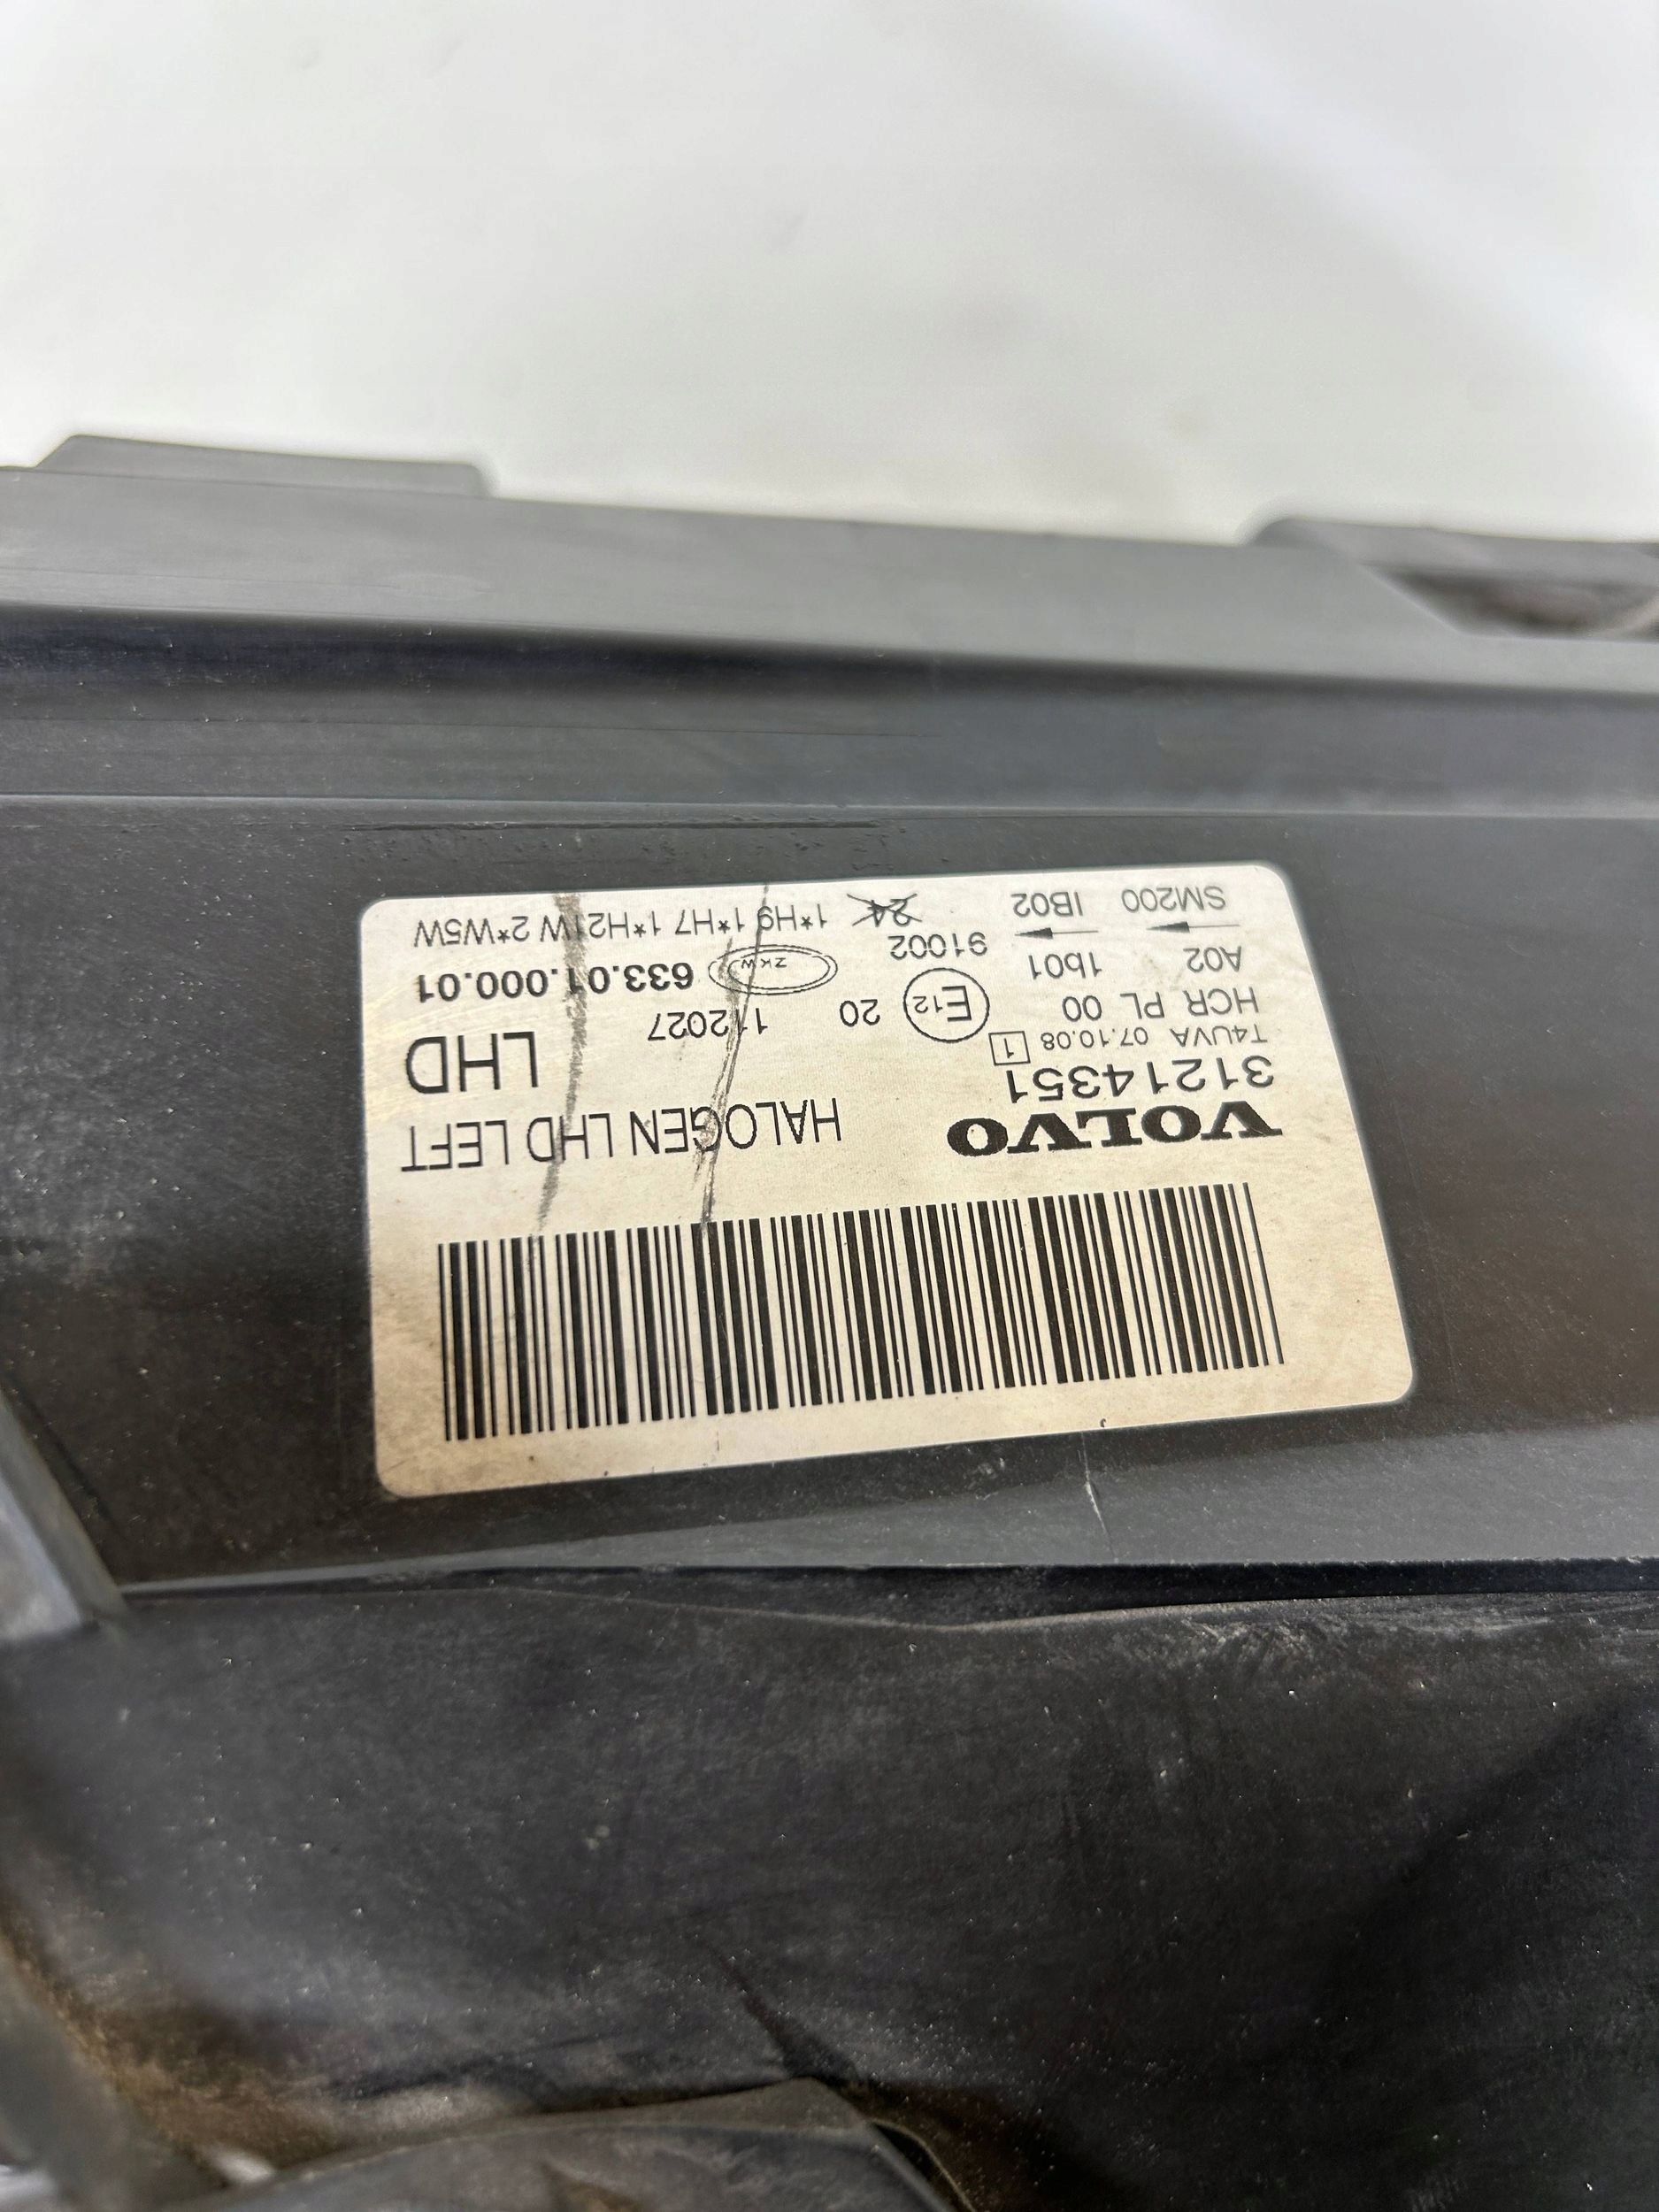 VOLVO HALOGEN LHD LEFT
31214351 LHD
T4UVA 07.10.08 1
HCR PL 00 E12 20 112027
A02 1b01 91002 ZKW 633.01.000.01
SM200 IB02 24 1*H9 1*H7 1*H21W 2*W5W